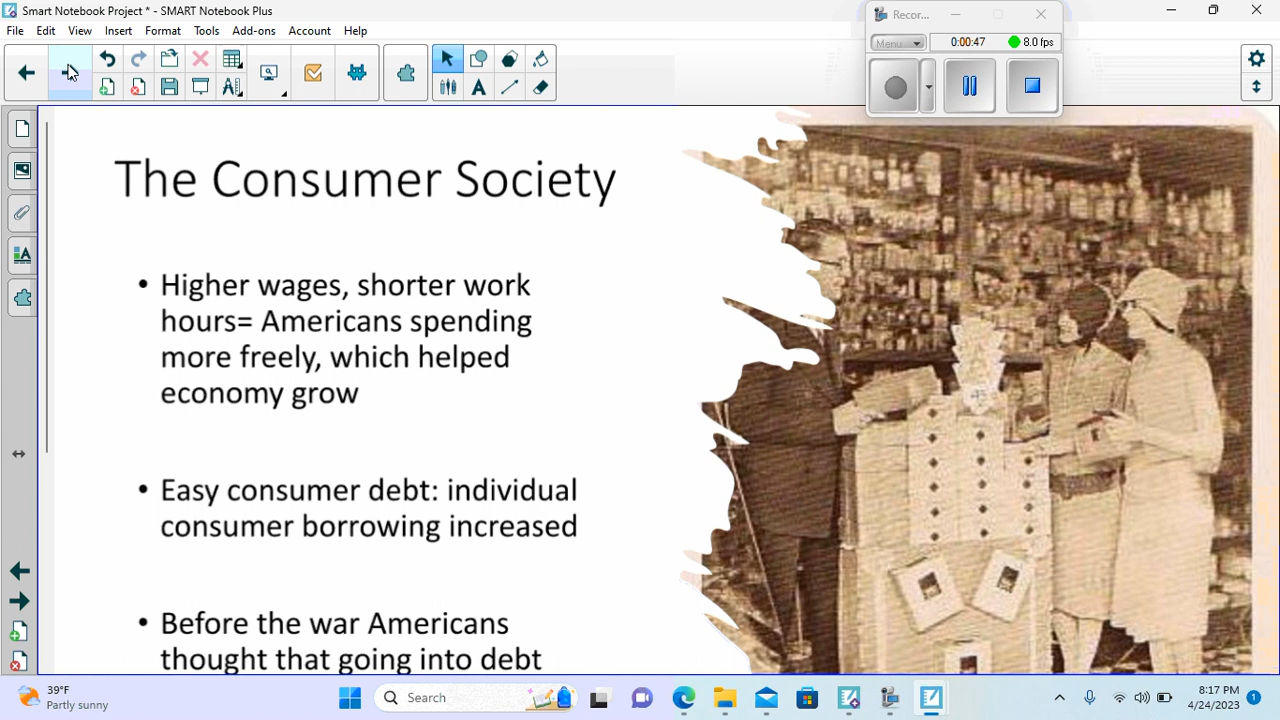 Smart Notebook Project * - SMART Notebook Plus
File Edit View Insert Format Tools Add-ons Account Help
Recor...
Menu 0:00:47 8.0 fps
The Consumer Society
• Higher wages, shorter work
hours= Americans spending
more freely, which helped
economy grow
• Easy consumer debt: individual
consumer borrowing increased
• Before the war Americans
thought that going into debt
39°F
Partly sunny
Search
8:17 PM
4/24/2023
1